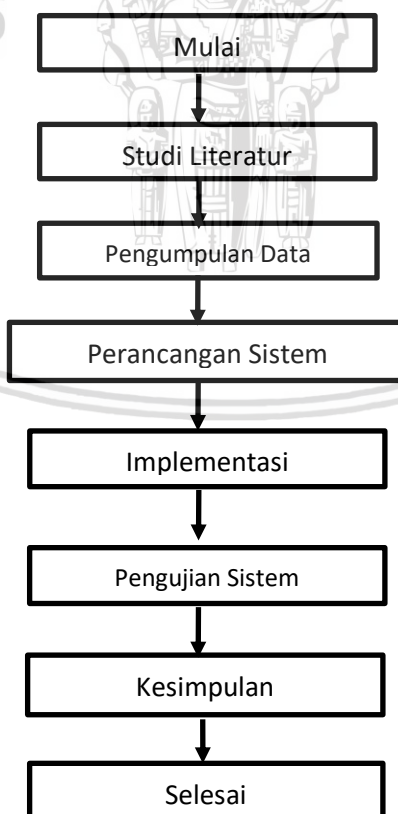 Mulai
Studi Literatur
Pengumpulan Data
Perancangan Sistem
Implementasi
Pengujian Sistem
Kesimpulan
Selesai